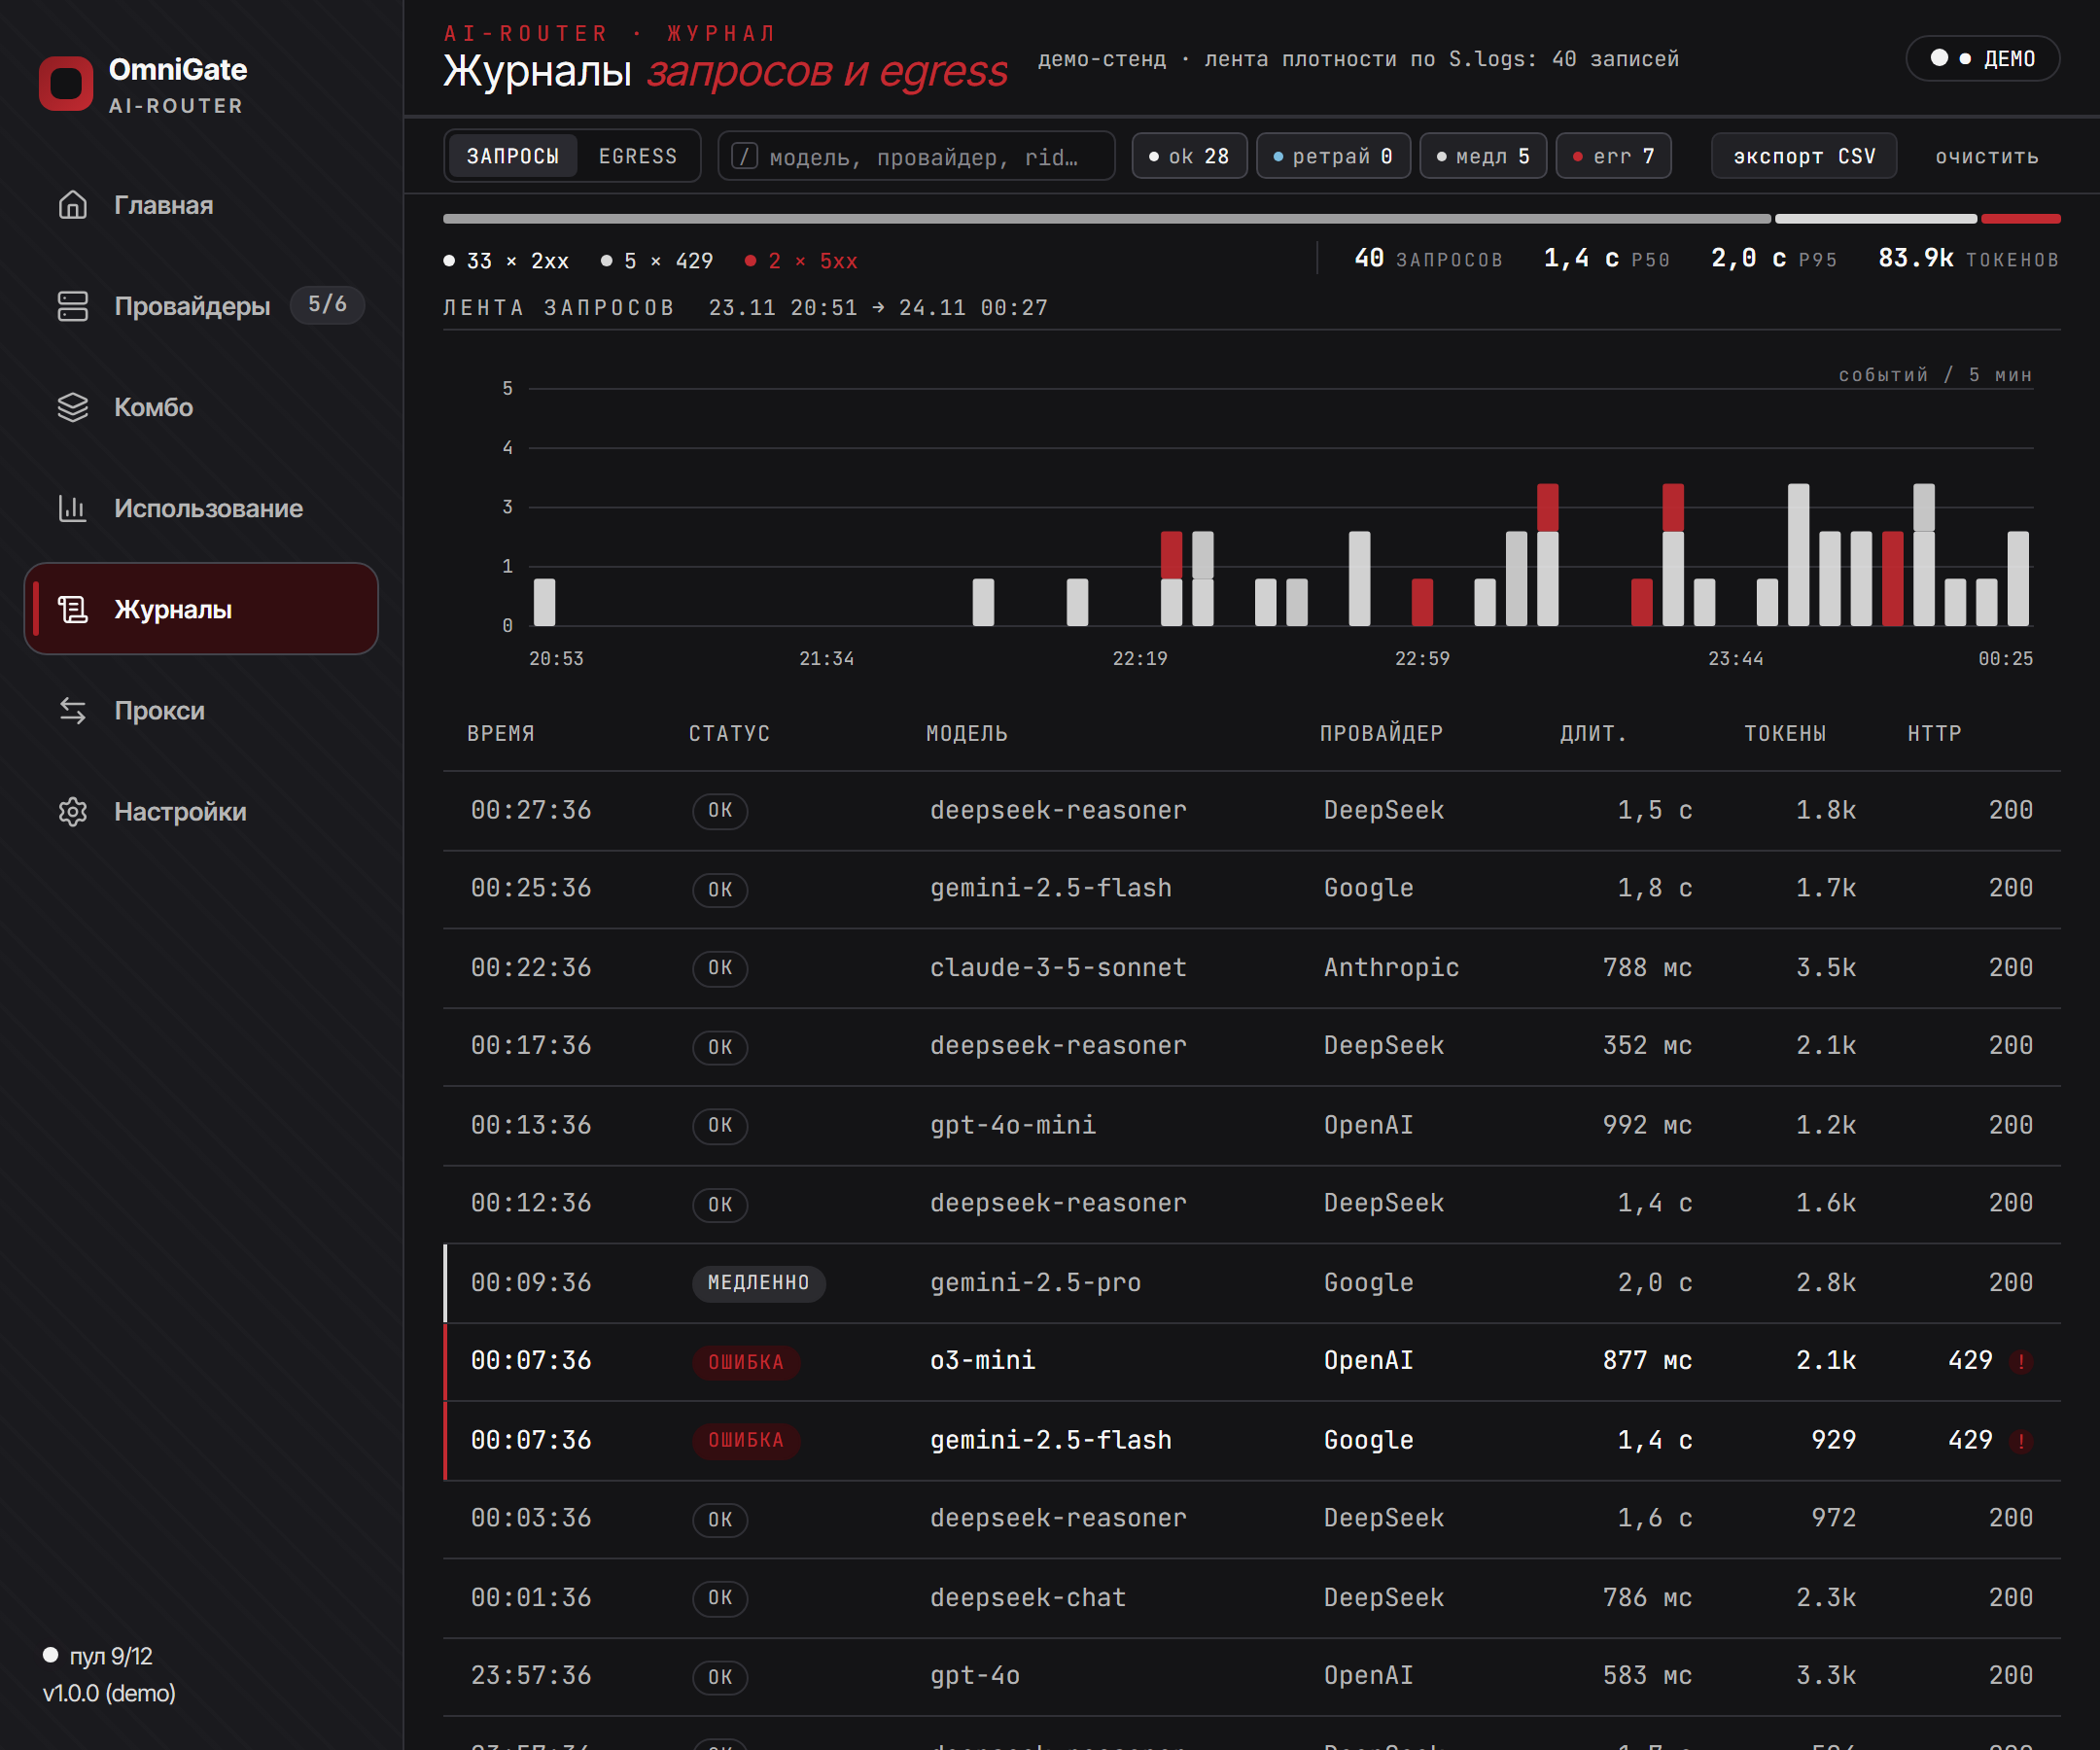 OmniGate
AI-ROUTER
Главная
Провайдеры 5/6
Комбо
Использование
Журналы
Прокси
Настройки
пул 9/12
v1.0.0 (demo)
AI-ROUTER · ЖУРНАЛ
Журналы запросов и egress
демо-стенд · лента плотности по S.logs: 40 записей
ДЕМО
ЗАПРОСЫ EGRESS / модель, провайдер, rid… ok 28 ретрай 0 медл 5 err 7 экспорт CSV очистить
33 × 2xx 5 × 429 2 × 5xx 40 ЗАПРОСОВ 1,4 с P50 2,0 с P95 83.9k ТОКЕНОВ
ЛЕНТА ЗАПРОСОВ 23.11 20:51 → 24.11 00:27
событий / 5 мин
5
4
3
1
0
20:53 21:34 22:19 22:59 23:44 00:25
ВРЕМЯ СТАТУС МОДЕЛЬ ПРОВАЙДЕР ДЛИТ. ТОКЕНЫ HTTP
00:27:36 OK deepseek-reasoner DeepSeek 1,5 с 1.8k 200
00:25:36 OK gemini-2.5-flash Google 1,8 с 1.7k 200
00:22:36 OK claude-3-5-sonnet Anthropic 788 мс 3.5k 200
00:17:36 OK deepseek-reasoner DeepSeek 352 мс 2.1k 200
00:13:36 OK gpt-4o-mini OpenAI 992 мс 1.2k 200
00:12:36 OK deepseek-reasoner DeepSeek 1,4 с 1.6k 200
00:09:36 МЕДЛЕННО gemini-2.5-pro Google 2,0 с 2.8k 200
00:07:36 ОШИБКА o3-mini OpenAI 877 мс 2.1k 429 !
00:07:36 ОШИБКА gemini-2.5-flash Google 1,4 с 929 429 !
00:03:36 OK deepseek-reasoner DeepSeek 1,6 с 972 200
00:01:36 OK deepseek-chat DeepSeek 786 мс 2.3k 200
23:57:36 OK gpt-4o OpenAI 583 мс 3.3k 200